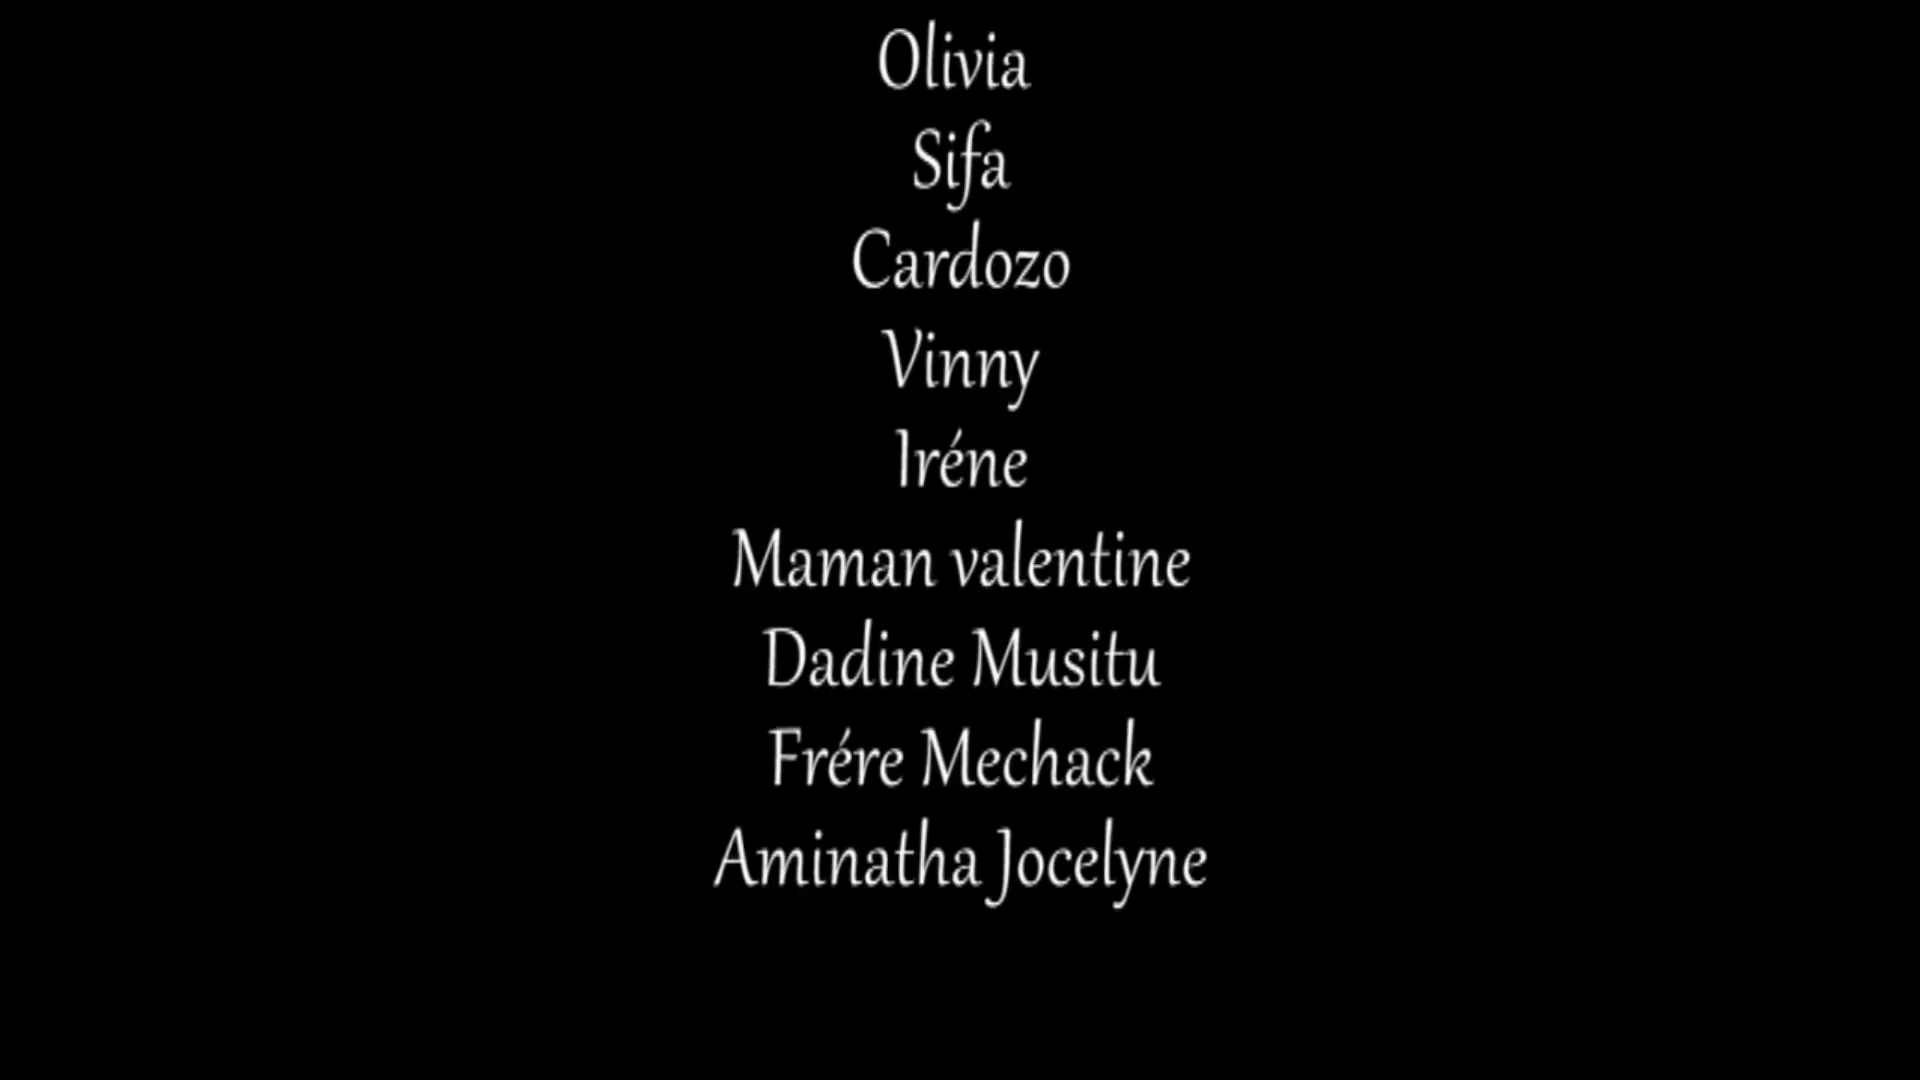 Olivia
Sifa
Cardozo
Vinny
Iréne
Maman valentine
Dadine Musitu
Frére Mechack
Aminatha Jocelyne